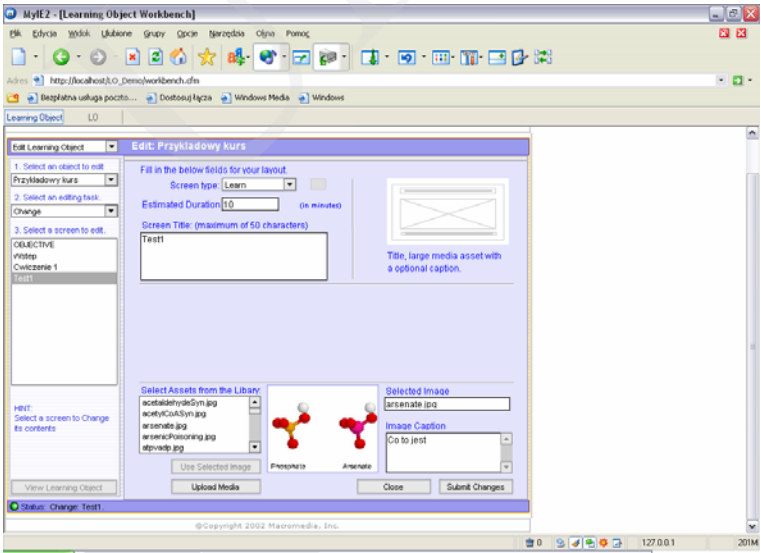 MyIE2 - [Learning Object Workbench]
Plik Edycja Widok Ulubione Grupy Opcje Narzędzia Okna Pomoc
Adres http://localhost/LO_Demo/workbench.cfm
Bezpłatna usługa poczto... Dostosuj łącza Windows Media Windows
Learning Object LO
Edit Learning Object
Edit: Przykladowy kurs
1. Select an object to edit
Przykladowy kurs
2. Select an editing task.
Change
3. Select a screen to edit.
OBJECTIVE
Wstep
Cwiczenie 1
Test1
HINT:
Select a screen to Change
its contents
View Learning Object
Fill in the below fields for your layout.
Screen type: Learn
Estimated Duration 10 (in minutes)
Screen Title: (maximum of 50 characters)
Test1
Title, large media asset with
a optional caption.
Select Assets from the Libary:
acetaldehydeSyn.jpg
acetylCoASyn.jpg
arsenate.jpg
arsenicPoisoning.jpg
atpvadp.jpg
Use Selected Image
Upload Media
Phosphate Arsenate
Selected Image
arsenate.jpg
Image Caption
Co to jest
Close Submit Changes
Status: Change: Test1.
©Copyright 2002 Macromedia, Inc.
0 127.0.0.1 201M